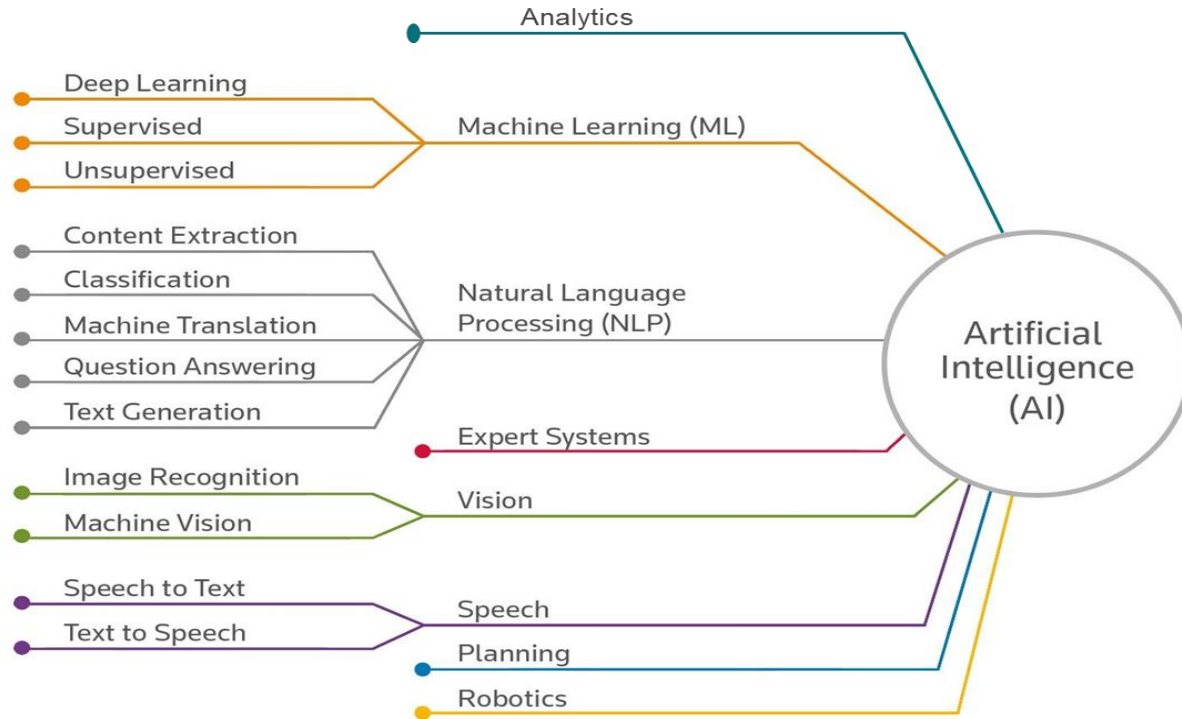 Analytics
Deep Learning
Supervised
Unsupervised
Machine Learning (ML)
Content Extraction
Classification
Machine Translation
Question Answering
Text Generation
Natural Language
Processing (NLP)
Expert Systems
Image Recognition
Machine Vision
Vision
Speech to Text
Text to Speech
Speech
Planning
Robotics
Artificial
Intelligence
(AI)